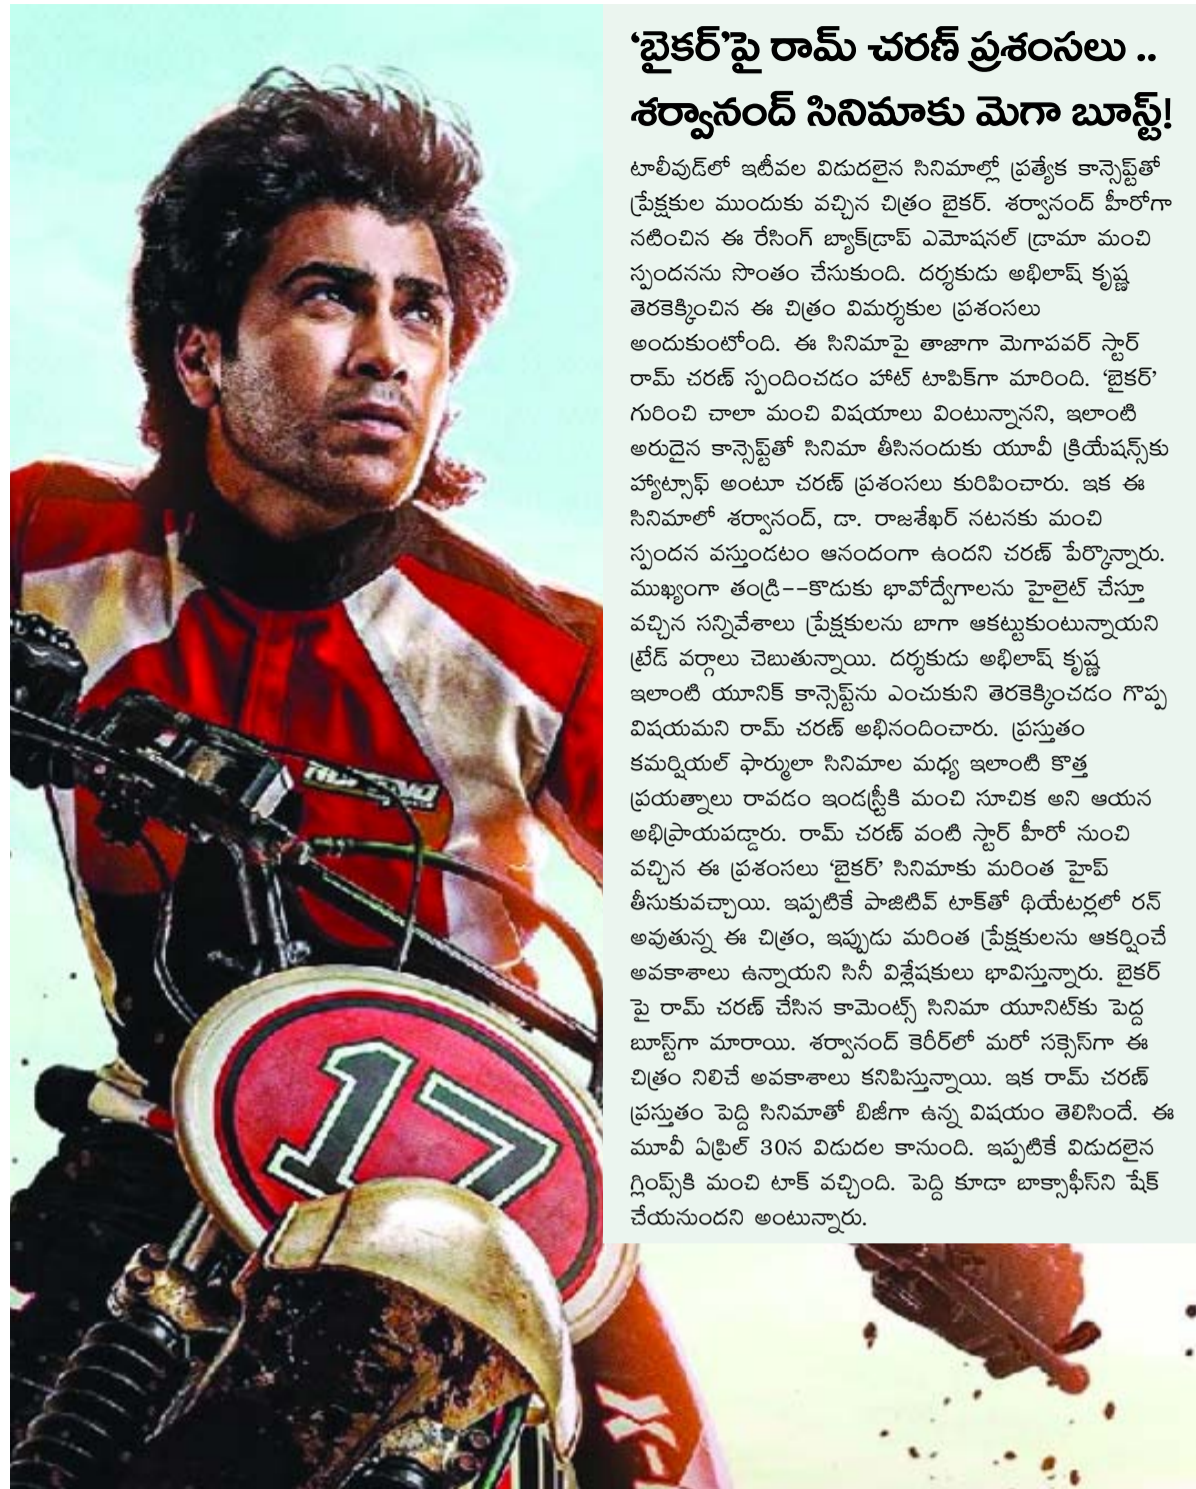 ‘బైకర్’పై రామ్ చరణ్ ప్రశంసలు ..
శర్వానంద్ సినిమాకు మెగా బూస్ట్!
టాలీవుడ్‌లో ఇటీవల విడుదలైన సినిమాల్లో ప్రత్యేక కాన్సెప్ట్‌తో
ప్రేక్షకుల ముందుకు వచ్చిన చిత్రం బైకర్. శర్వానంద్ హీరోగా
నటించిన ఈ రేసింగ్ బ్యాక్‌డ్రాప్ ఎమోషనల్ డ్రామా మంచి
స్పందనను సొంతం చేసుకుంది. దర్శకుడు అభిలాష్ కృష్ణ
తెరకెక్కించిన ఈ చిత్రం విమర్శకుల ప్రశంసలు
అందుకుంటోంది. ఈ సినిమాపై తాజాగా మెగాపవర్ స్టార్
రామ్ చరణ్ స్పందించడం హాట్ టాపిక్‌గా మారింది. ‘బైకర్’
గురించి చాలా మంచి విషయాలు వింటున్నానని, ఇలాంటి
అరుదైన కాన్సెప్ట్‌తో సినిమా తీసినందుకు యూవీ క్రియేషన్స్‌కు
హ్యాట్సాఫ్ అంటూ చరణ్ ప్రశంసలు కురిపించారు. ఇక ఈ
సినిమాలో శర్వానంద్, డా. రాజశేఖర్ నటనకు మంచి
స్పందన వస్తుండటం ఆనందంగా ఉందని చరణ్ పేర్కొన్నారు.
ముఖ్యంగా తండ్రి--కొడుకు భావోద్వేగాలను హైలైట్ చేస్తూ
వచ్చిన సన్నివేశాలు ప్రేక్షకులను బాగా ఆకట్టుకుంటున్నాయని
ట్రేడ్ వర్గాలు చెబుతున్నాయి. దర్శకుడు అభిలాష్ కృష్ణ
ఇలాంటి యూనిక్ కాన్సెప్ట్‌ను ఎంచుకుని తెరకెక్కించడం గొప్ప
విషయమని రామ్ చరణ్ అభినందించారు. ప్రస్తుతం
కమర్షియల్ ఫార్ములా సినిమాల మధ్య ఇలాంటి కొత్త
ప్రయత్నాలు రావడం ఇండస్ట్రీకి మంచి సూచిక అని ఆయన
అభిప్రాయపడ్డారు. రామ్ చరణ్ వంటి స్టార్ హీరో నుంచి
వచ్చిన ఈ ప్రశంసలు ‘బైకర్’ సినిమాకు మరింత హైప్
తీసుకువచ్చాయి. ఇప్పటికే పాజిటివ్ టాక్‌తో థియేటర్లలో రన్
అవుతున్న ఈ చిత్రం, ఇప్పుడు మరింత ప్రేక్షకులను ఆకర్షించే
అవకాశాలు ఉన్నాయని సినీ విశ్లేషకులు భావిస్తున్నారు. బైకర్
పై రామ్ చరణ్ చేసిన కామెంట్స్ సినిమా యూనిట్‌కు పెద్ద
బూస్ట్‌గా మారాయి. శర్వానంద్ కెరీర్‌లో మరో సక్సెస్‌గా ఈ
చిత్రం నిలిచే అవకాశాలు కనిపిస్తున్నాయి. ఇక రామ్ చరణ్
ప్రస్తుతం పెద్ది సినిమాతో బిజీగా ఉన్న విషయం తెలిసిందే. ఈ
మూవీ ఏప్రిల్ 30న విడుదల కానుంది. ఇప్పటికే విడుదలైన
గ్లింప్స్‌కి మంచి టాక్ వచ్చింది. పెద్ది కూడా బాక్సాఫీస్‌ని షేక్
చేయనుందని అంటున్నారు.
17